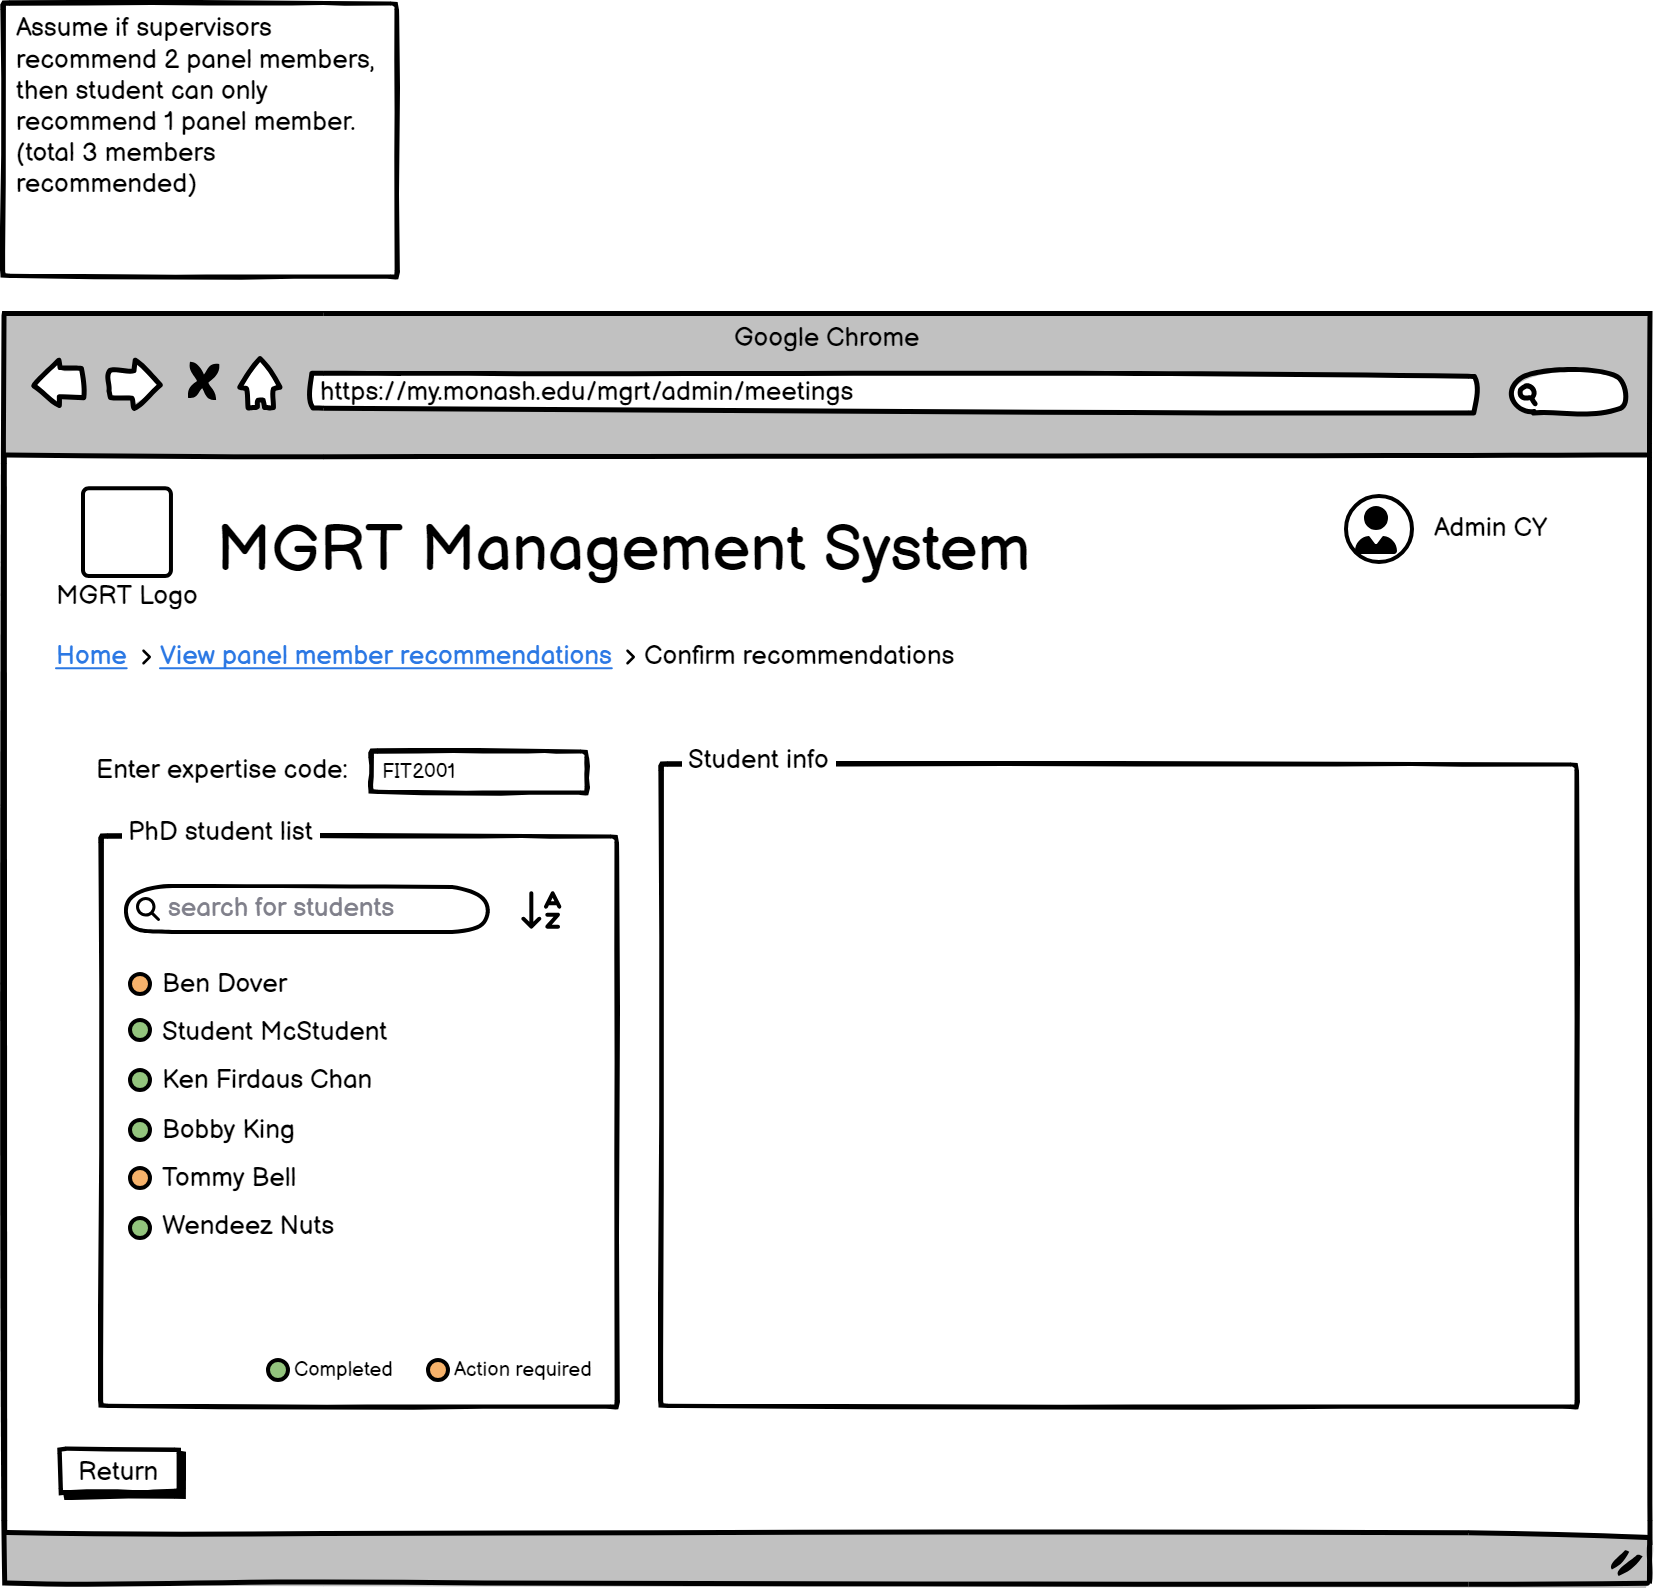 Assume if supervisors
recommend 2 panel members,
then student can only
recommend 1 panel member.
(total 3 members
recommended)
Google Chrome
https://my.monash.edu/mgrt/admin/meetings
MGRT Management System
Admin CY
MGRT Logo
Home > View panel member recommendations > Confirm recommendations
Enter expertise code: FIT2001
PhD student list
search for students
A
Z
Ben Dover
Student McStudent
Ken Firdaus Chan
Bobby King
Tommy Bell
Wendeez Nuts
Completed Action required
Student info
Return